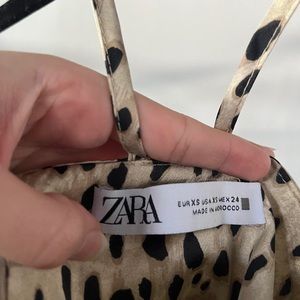 ZARA
EUR XS USA XS MEX 24
MADE IN MOROCCO